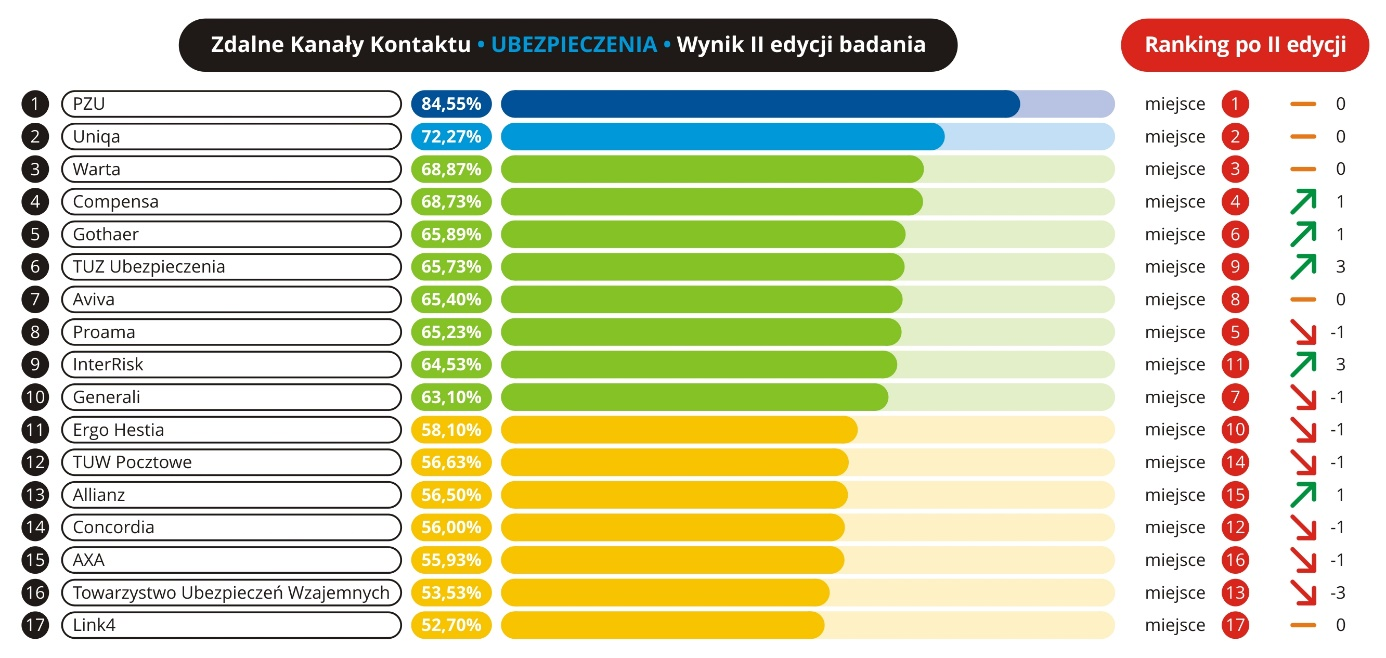 Zdalne Kanały Kontaktu • UBEZPIECZENIA • Wynik II edycji badania
Ranking po II edycji
1 PZU 84,55% miejsce 1 0
2 Uniqa 72,27% miejsce 2 0
3 Warta 68,87% miejsce 3 0
4 Compensa 68,73% miejsce 4 1
5 Gothaer 65,89% miejsce 6 1
6 TUZ Ubezpieczenia 65,73% miejsce 9 3
7 Aviva 65,40% miejsce 8 0
8 Proama 65,23% miejsce 5 -1
9 InterRisk 64,53% miejsce 11 3
10 Generali 63,10% miejsce 7 -1
11 Ergo Hestia 58,10% miejsce 10 -1
12 TUW Pocztowe 56,63% miejsce 14 -1
13 Allianz 56,50% miejsce 15 1
14 Concordia 56,00% miejsce 12 -1
15 AXA 55,93% miejsce 16 -1
16 Towarzystwo Ubezpieczeń Wzajemnych 53,53% miejsce 13 -3
17 Link4 52,70% miejsce 17 0